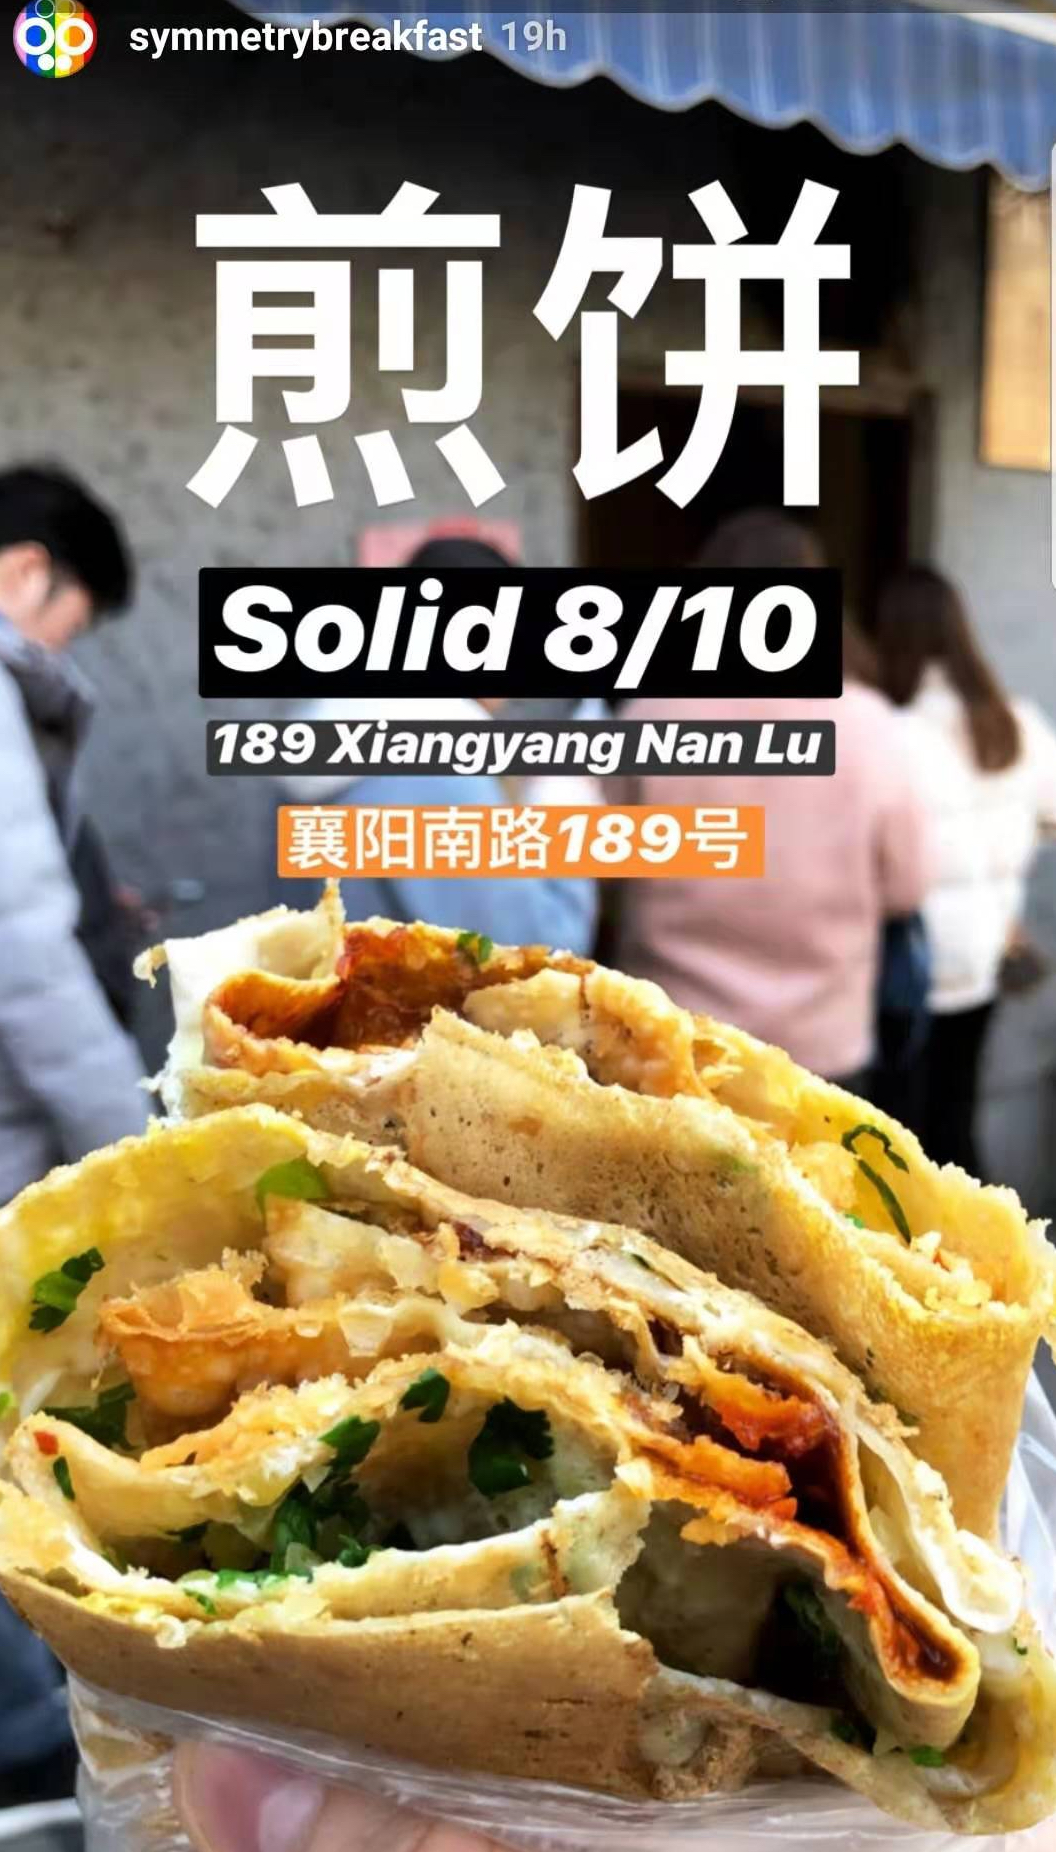 symmetrybreakfast 19h
煎饼
Solid 8/10
189 Xiangyang Nan Lu
襄阳南路189号